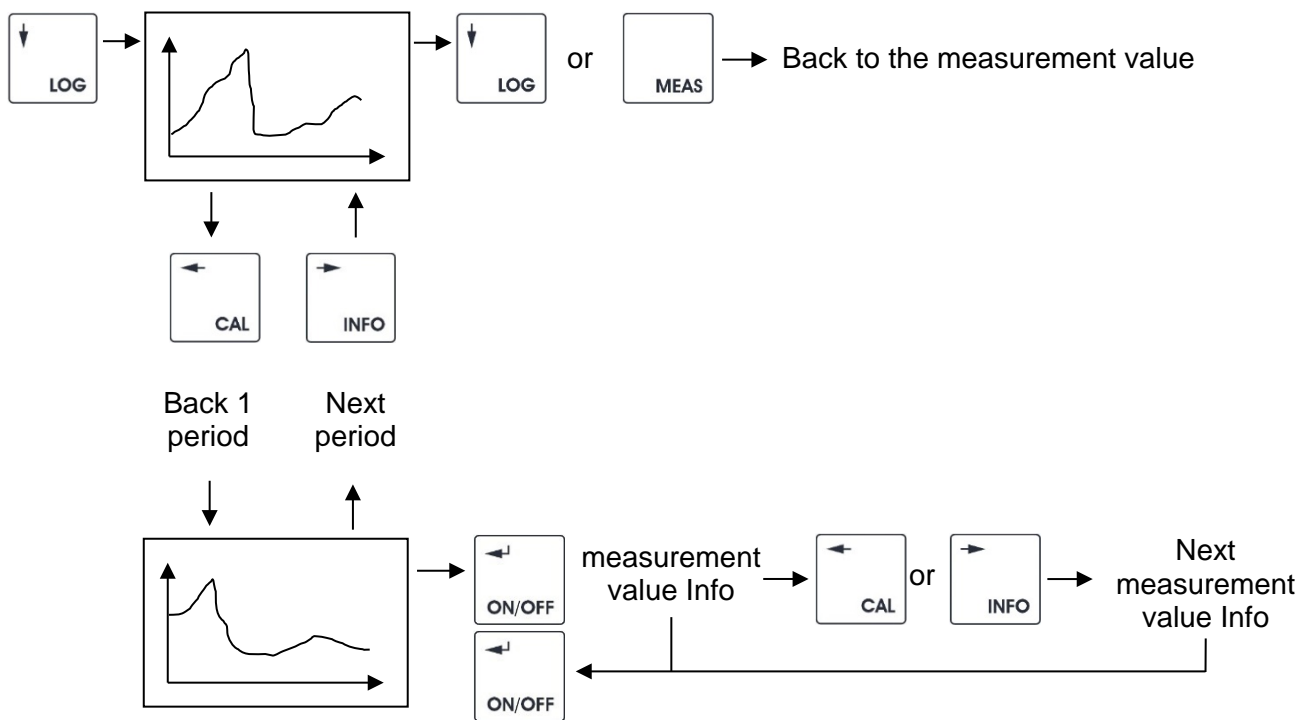 LOG
LOG
or
MEAS
Back to the measurement value
CAL
INFO
Back 1
period
Next
period
ON/OFF
measurement
value Info
CAL
or
INFO
Next
measurement
value Info
ON/OFF